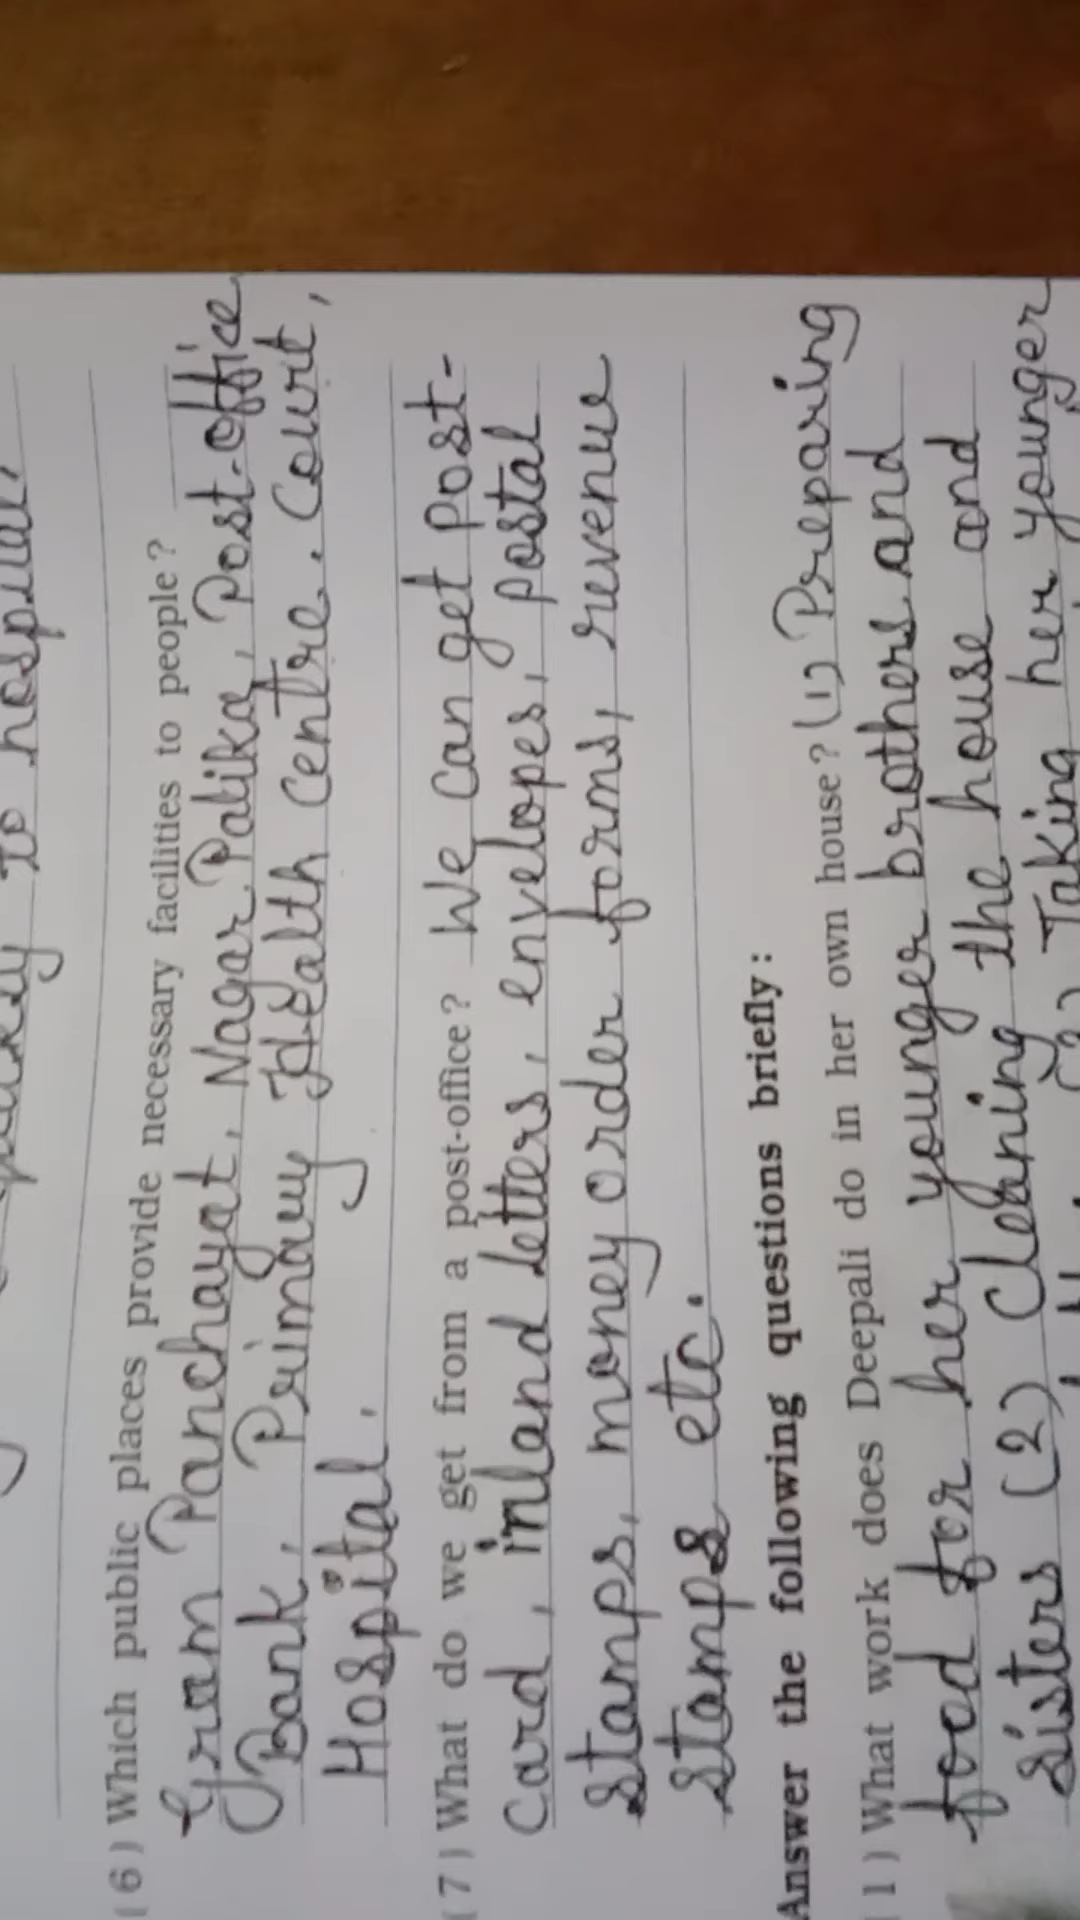 to hospital.
(6) Which public places provide necessary facilities to people?
Gram Panchayat, Nagar Palika, Post-office
Bank, Primary Health Centre. Court,
Hospital.
(7) What do we get from a post-office? We can get post-
card, inland letters, envelopes, postal
stamps, money order forms, revenue
stamps etc.
Answer the following questions briefly:
1) What work does Deepali do in her own house? (1) Preparing
food for her younger brothers and
sisters (2) Cleaning the house and
Taking her younger